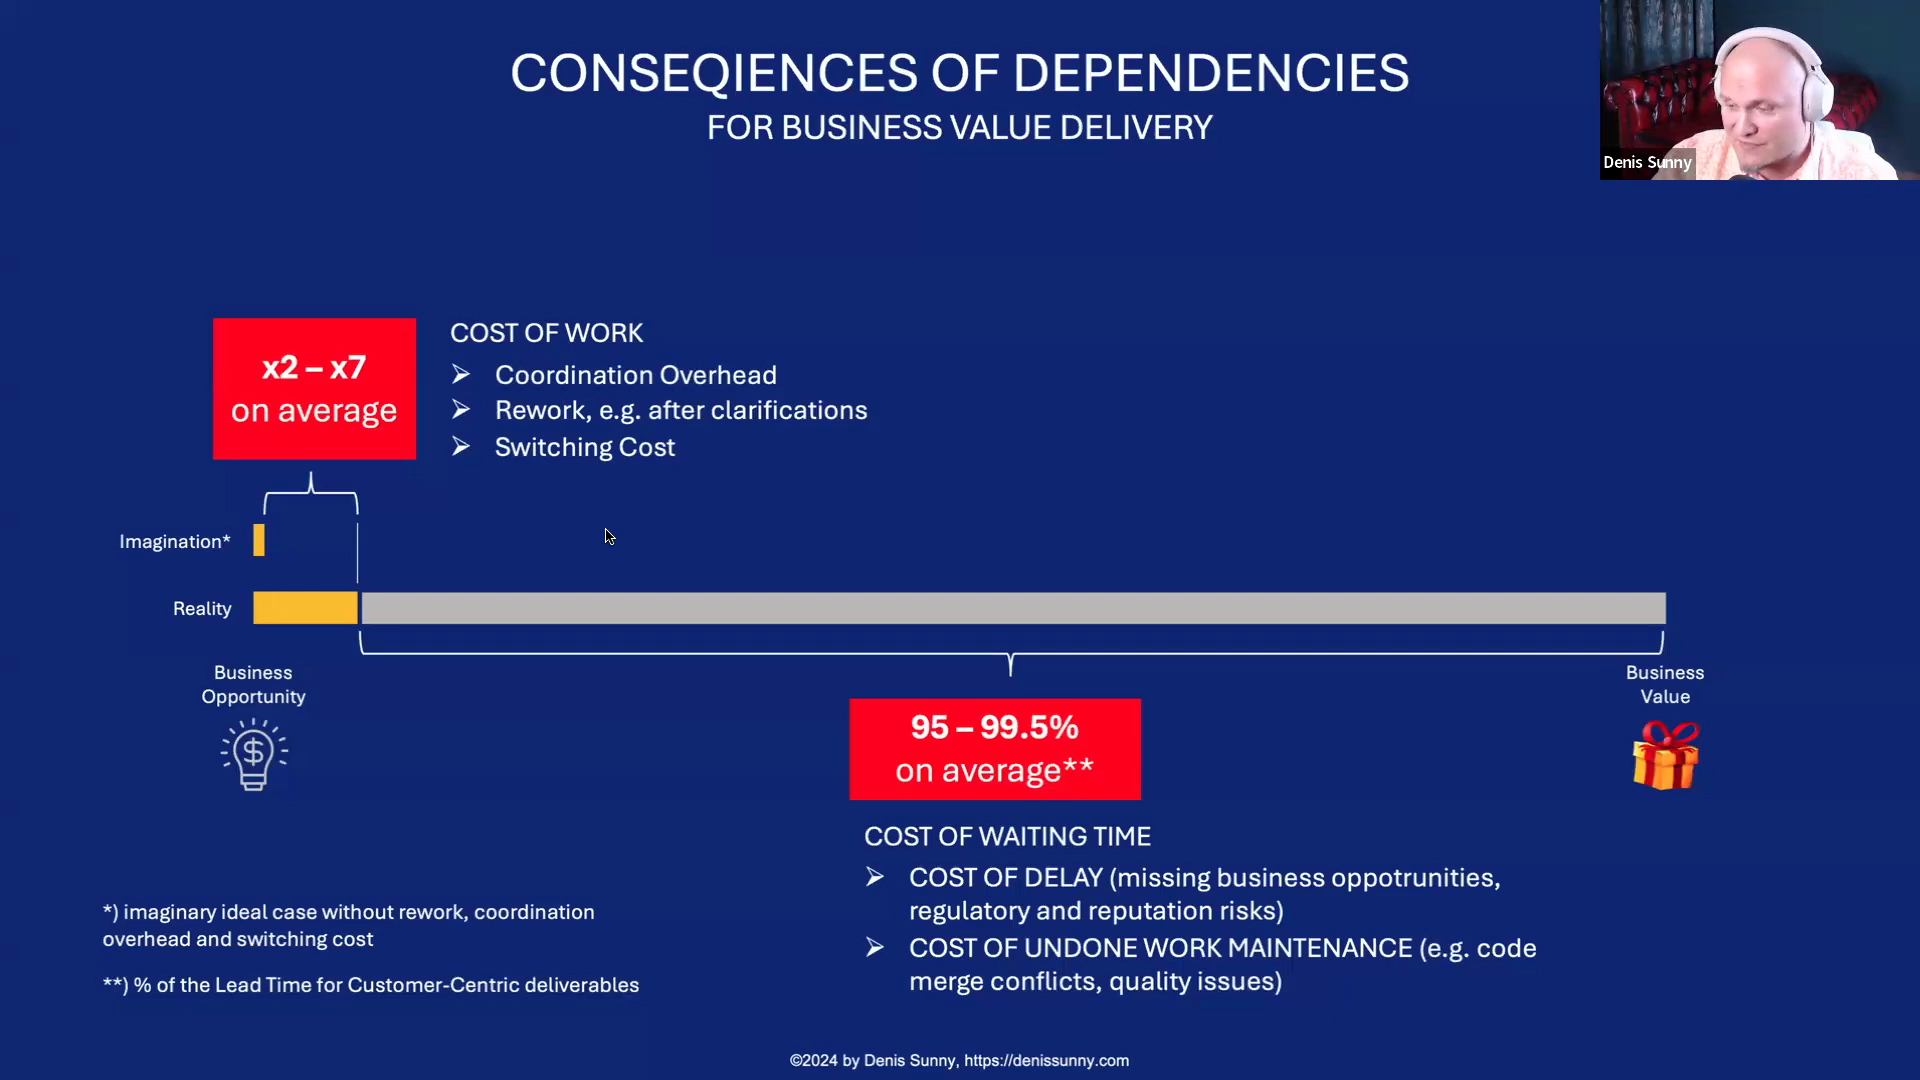 CONSEQIENCES OF DEPENDENCIES
FOR BUSINESS VALUE DELIVERY
Denis Sunny
x2 – x7
on average
COST OF WORK
➢ Coordination Overhead
➢ Rework, e.g. after clarifications
➢ Switching Cost
Imagination*
Reality
Business
Opportunity
$
Business
Value
95 – 99.5%
on average**
COST OF WAITING TIME
➢ COST OF DELAY (missing business oppotrunities,
regulatory and reputation risks)
➢ COST OF UNDONE WORK MAINTENANCE (e.g. code
merge conflicts, quality issues)
*) imaginary ideal case without rework, coordination
overhead and switching cost
**) % of the Lead Time for Customer-Centric deliverables
©2024 by Denis Sunny, https://denissunny.com